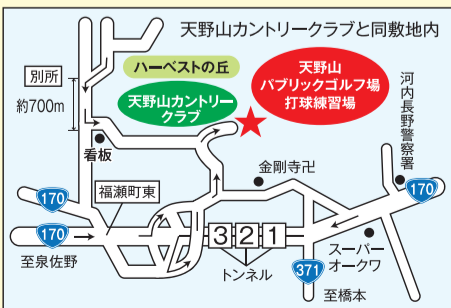 天野山カントリークラブと同敷地内
別所
ハーベストの丘
天野山
パブリックゴルフ場
打球練習場
約700m
天野山カントリー
クラブ
河内長野警察署
看板
金剛寺卍
170
福瀬町東
170
170
3 2 1
トンネル
スーパー
オークワ
至泉佐野
371
至橋本